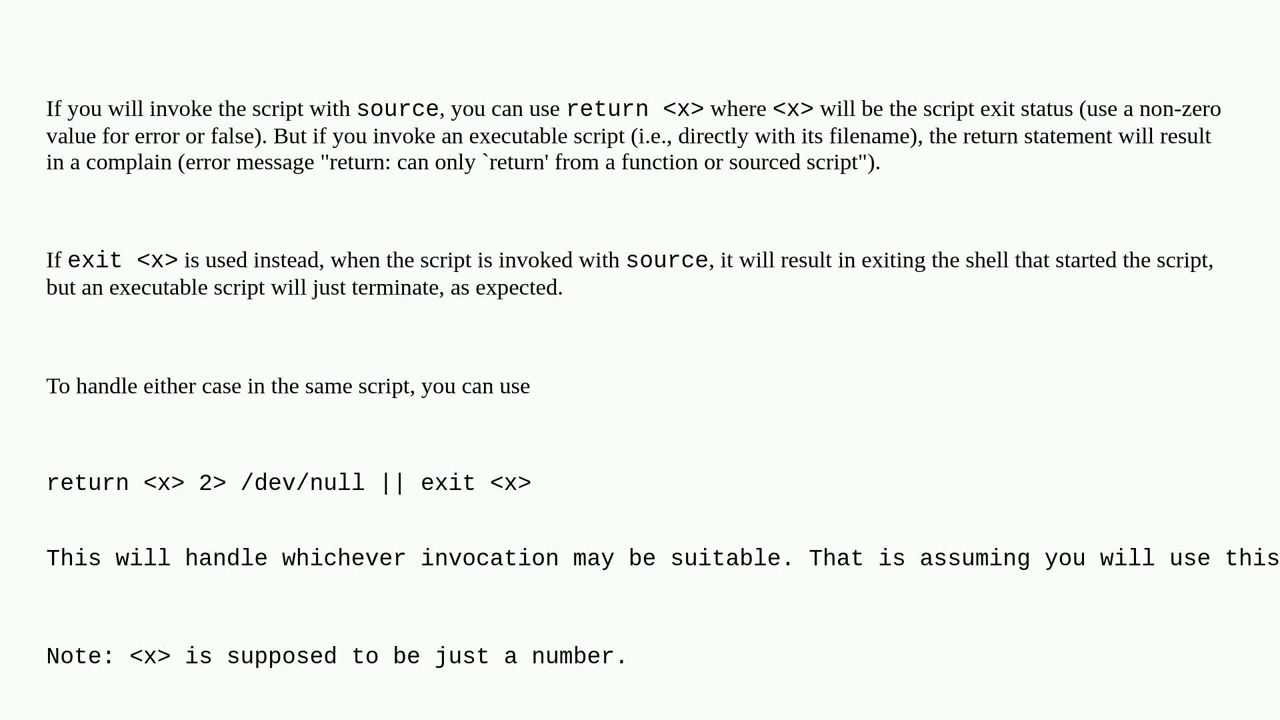 If you will invoke the script with source, you can use return <x> where <x> will be the script exit status (use a non-zero
value for error or false). But if you invoke an executable script (i.e., directly with its filename), the return statement will result
in a complain (error message "return: can only `return' from a function or sourced script").
If exit <x> is used instead, when the script is invoked with source, it will result in exiting the shell that started the script,
but an executable script will just terminate, as expected.
To handle either case in the same script, you can use
return <x> 2> /dev/null || exit <x>
This will handle whichever invocation may be suitable. That is assuming you will use this
Note: <x> is supposed to be just a number.